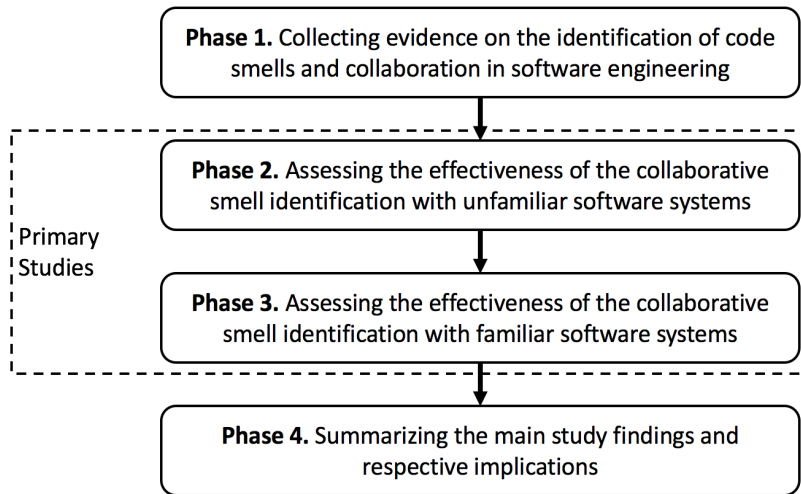 Phase 1. Collecting evidence on the identification of code
smells and collaboration in software engineering
Phase 2. Assessing the effectiveness of the collaborative
smell identification with unfamiliar software systems
Primary
Studies
Phase 3. Assessing the effectiveness of the collaborative
smell identification with familiar software systems
Phase 4. Summarizing the main study findings and
respective implications